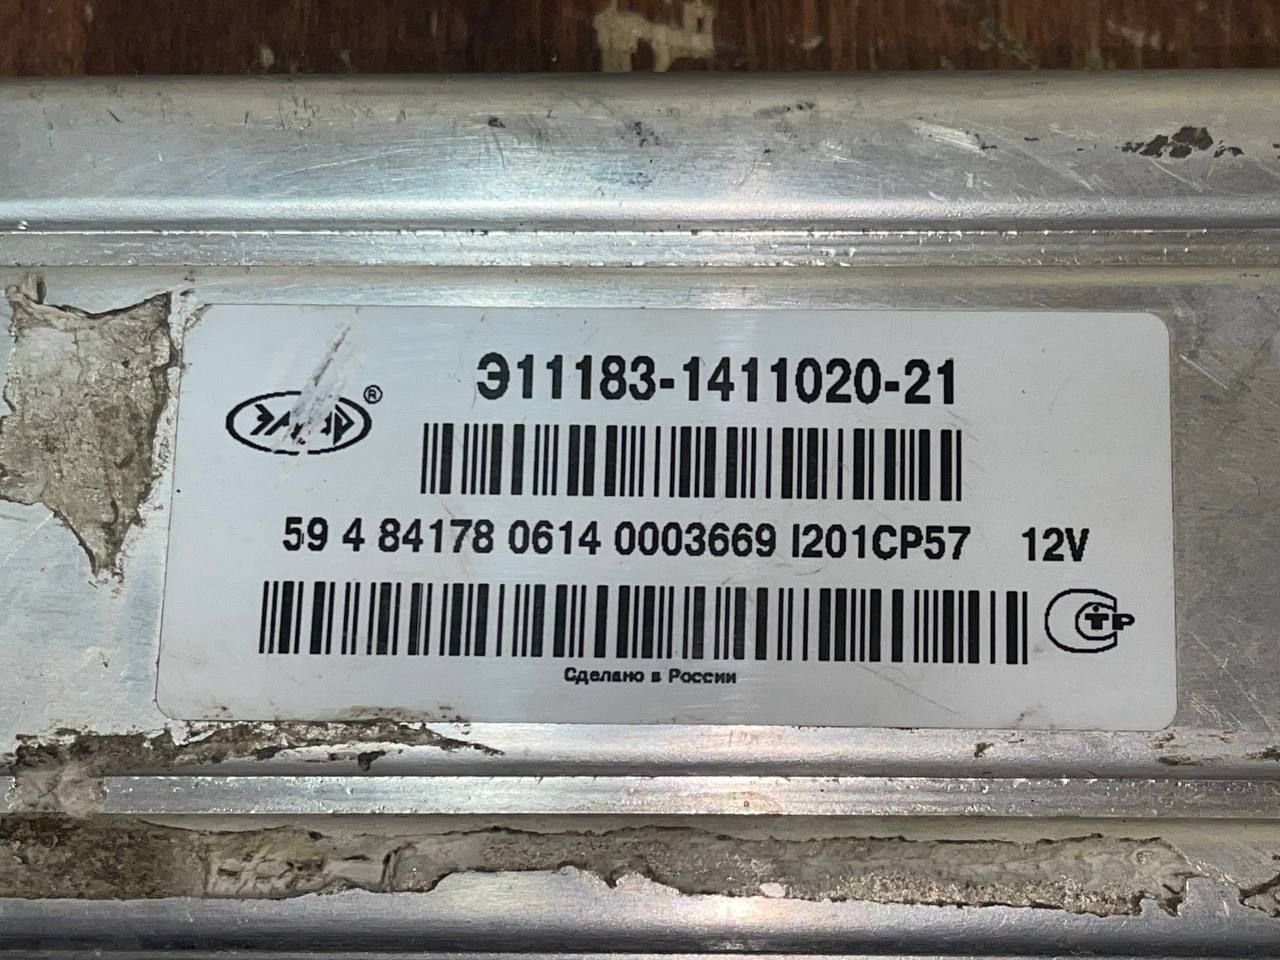 Э11183-1411020-21
®
59 4 84178 0614 0003669 I201CP57 12V
Сделано в России